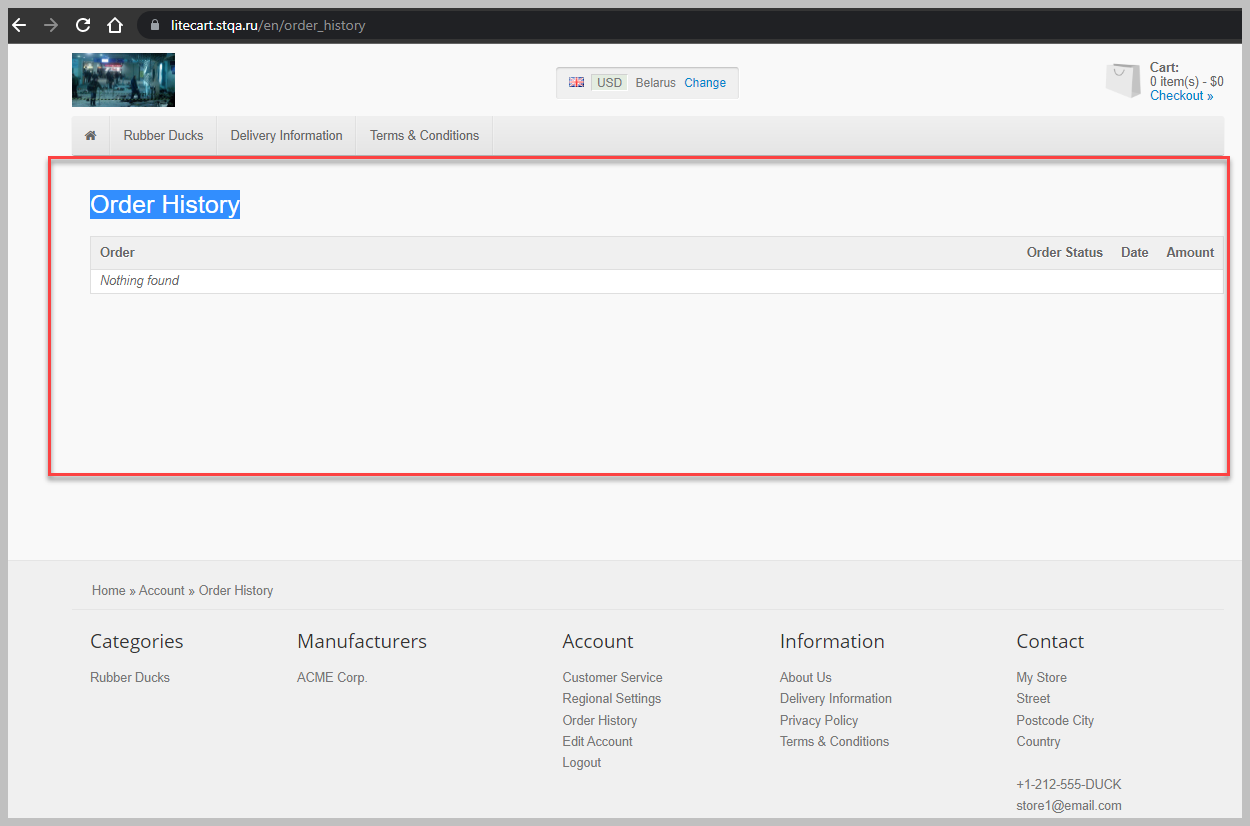 litecart.stqa.ru/en/order_history
USD Belarus Change
Cart:
0 item(s) - $0
Checkout »
Rubber Ducks Delivery Information Terms & Conditions
Order History
Order Order Status Date Amount
Nothing found
Home » Account » Order History
Categories
Rubber Ducks
Manufacturers
ACME Corp.
Account
Customer Service
Regional Settings
Order History
Edit Account
Logout
Information
About Us
Delivery Information
Privacy Policy
Terms & Conditions
Contact
My Store
Street
Postcode City
Country
+1-212-555-DUCK
store1@email.com